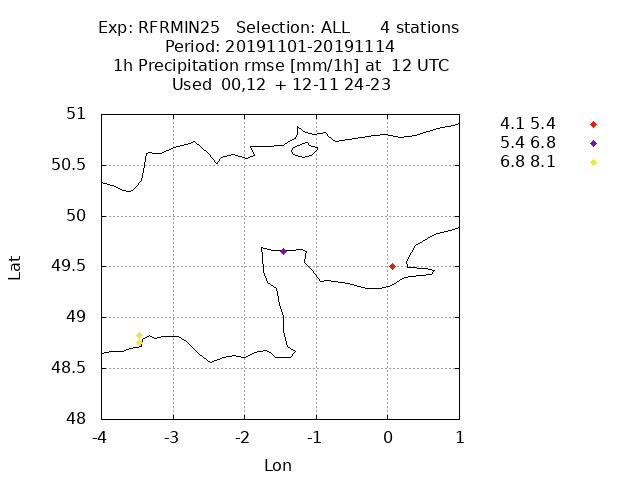 Exp: RFRMIN25 Selection: ALL 4 stations
Period: 20191101-20191114
1h Precipitation rmse [mm/1h] at 12 UTC
Used 00,12 + 12-11 24-23
4.1 5.4
5.4 6.8
6.8 8.1
51
50.5
50
49.5
49
48.5
48
Lat
-4 -3 -2 -1 0 1
Lon